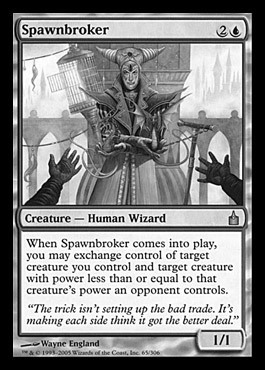 Spawnbroker 2
Creature — Human Wizard
When Spawnbroker comes into play,
you may exchange control of target
creature you control and target creature
with power less than or equal to that
creature's power an opponent controls.
"The trick isn't setting up the bad trade. It's
making each side think it got the better deal."
Wayne England
1/1
™ & © 1993-2005 Wizards of the Coast, Inc. 65/306